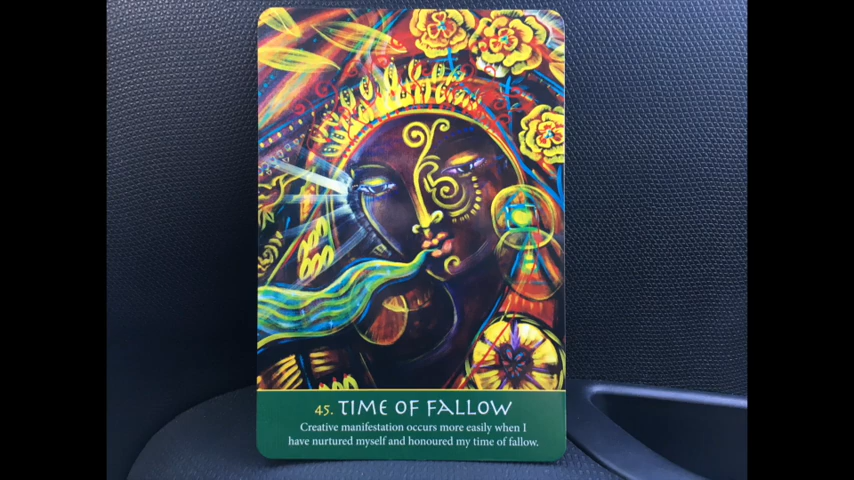 45. TIME OF FALLOW
Creative manifestation occurs more easily when I
have nurtured myself and honoured my time of fallow.